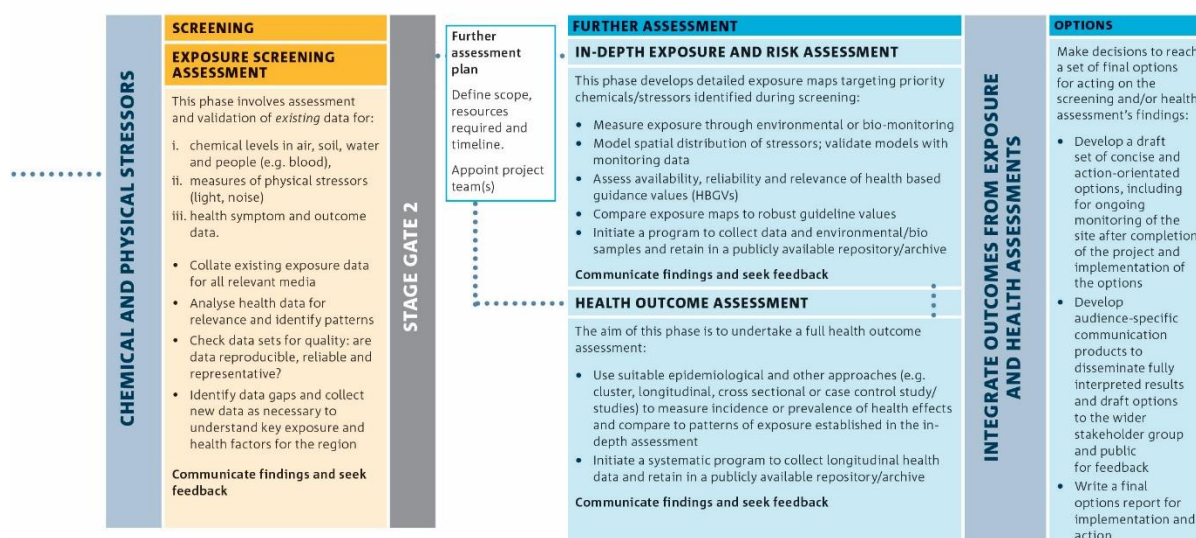 CHEMICAL AND PHYSICAL STRESSORS
SCREENING
EXPOSURE SCREENING
ASSESSMENT
This phase involves assessment
and validation of existing data for:
i. chemical levels in air, soil, water
and people (e.g. blood),
ii. measures of physical stressors
(light, noise)
iii. health symptom and outcome
data.
• Collate existing exposure data
for all relevant media
• Analyse health data for
relevance and identify patterns
• Check data sets for quality: are
data reproducible, reliable and
representative?
• Identify data gaps and collect
new data as necessary to
understand key exposure and
health factors for the region
Communicate findings and seek
feedback
STAGE GATE 2
Further
assessment
plan
Define scope,
resources
required and
timeline.
Appoint project
team(s)
FURTHER ASSESSMENT
IN-DEPTH EXPOSURE AND RISK ASSESSMENT
This phase develops detailed exposure maps targeting priority
chemicals/stressors identified during screening:
• Measure exposure through environmental or bio-monitoring
• Model spatial distribution of stressors; validate models with
monitoring data
• Assess availability, reliability and relevance of health based
guidance values (HBGVs)
• Compare exposure maps to robust guideline values
• Initiate a program to collect data and environmental/bio
samples and retain in a publicly available repository/archive
Communicate findings and seek feedback
HEALTH OUTCOME ASSESSMENT
The aim of this phase is to undertake a full health outcome
assessment:
• Use suitable epidemiological and other approaches (e.g.
cluster, longitudinal, cross sectional or case control study/
studies) to measure incidence or prevalence of health effects
and compare to patterns of exposure established in the in-
depth assessment
• Initiate a systematic program to collect longitudinal health
data and retain in a publicly available repository/archive
Communicate findings and seek feedback
INTEGRATE OUTCOMES FROM EXPOSURE
AND HEALTH ASSESSMENTS
OPTIONS
Make decisions to reach
a set of final options
for acting on the
screening and/or health
assessment's findings:
• Develop a draft
set of concise and
action-orientated
options, including
for ongoing
monitoring of the
site after completion
of the project and
implementation of
the options
• Develop
audience-specific
communication
products to
disseminate fully
interpreted results
and draft options
to the wider
stakeholder group
and public
for feedback
• Write a final
options report for
implementation and
action